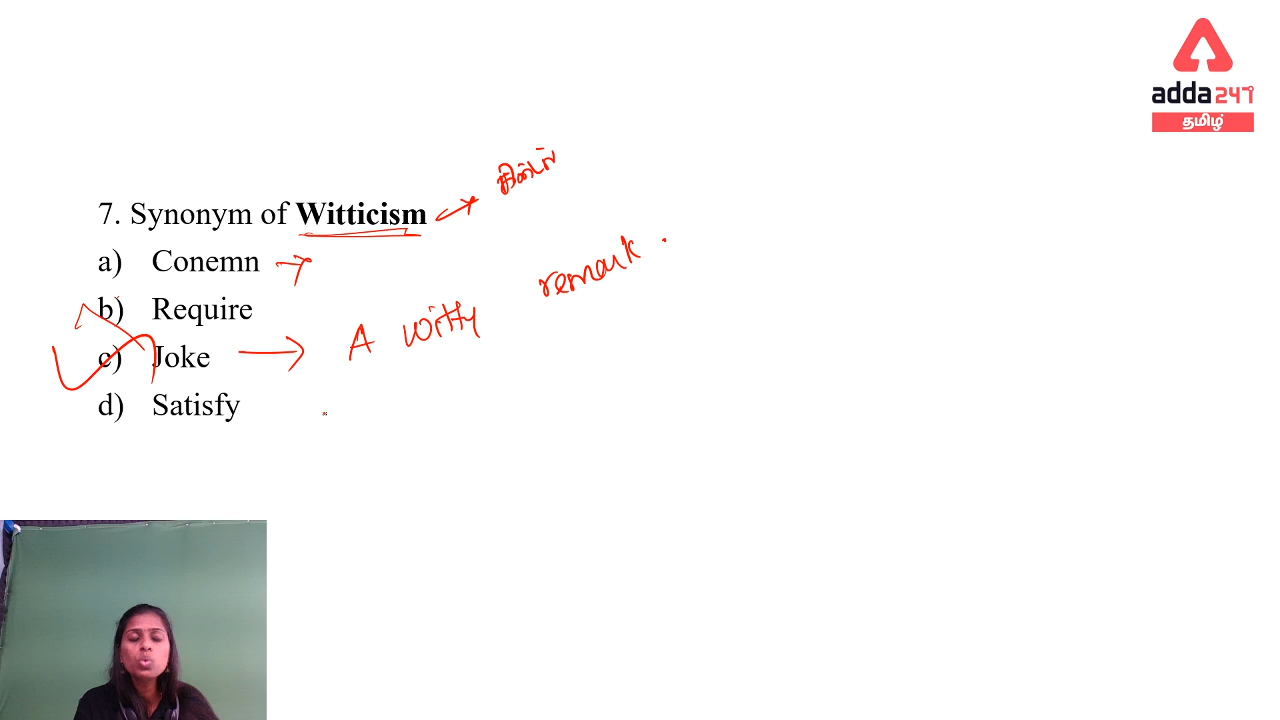 adda247
தமிழ்
7. Synonym of Witticism
a) Conemn
b) Require
c) Joke
d) Satisfy
A witty remark.